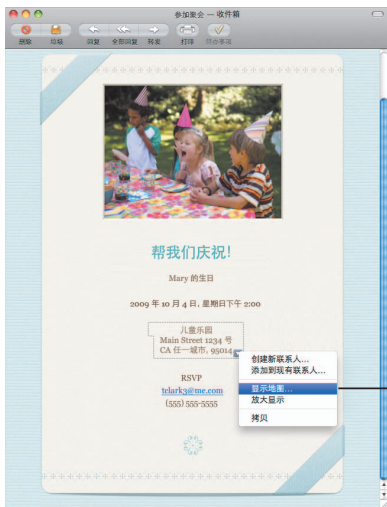 参加聚会 — 收件箱
删除 垃圾 回复 全部回复 转发 打印 待办事项
帮我们庆祝!
Mary 的生日
2009 年 10 月 4 日, 星期日下午 2:00
儿童乐园
Main Street 1234 号
CA 任一城市, 95014
RSVP
tclark3@me.com
(555) 555-5555
创建新联系人...
添加到现有联系人...
显示地图...
放大显示
拷贝